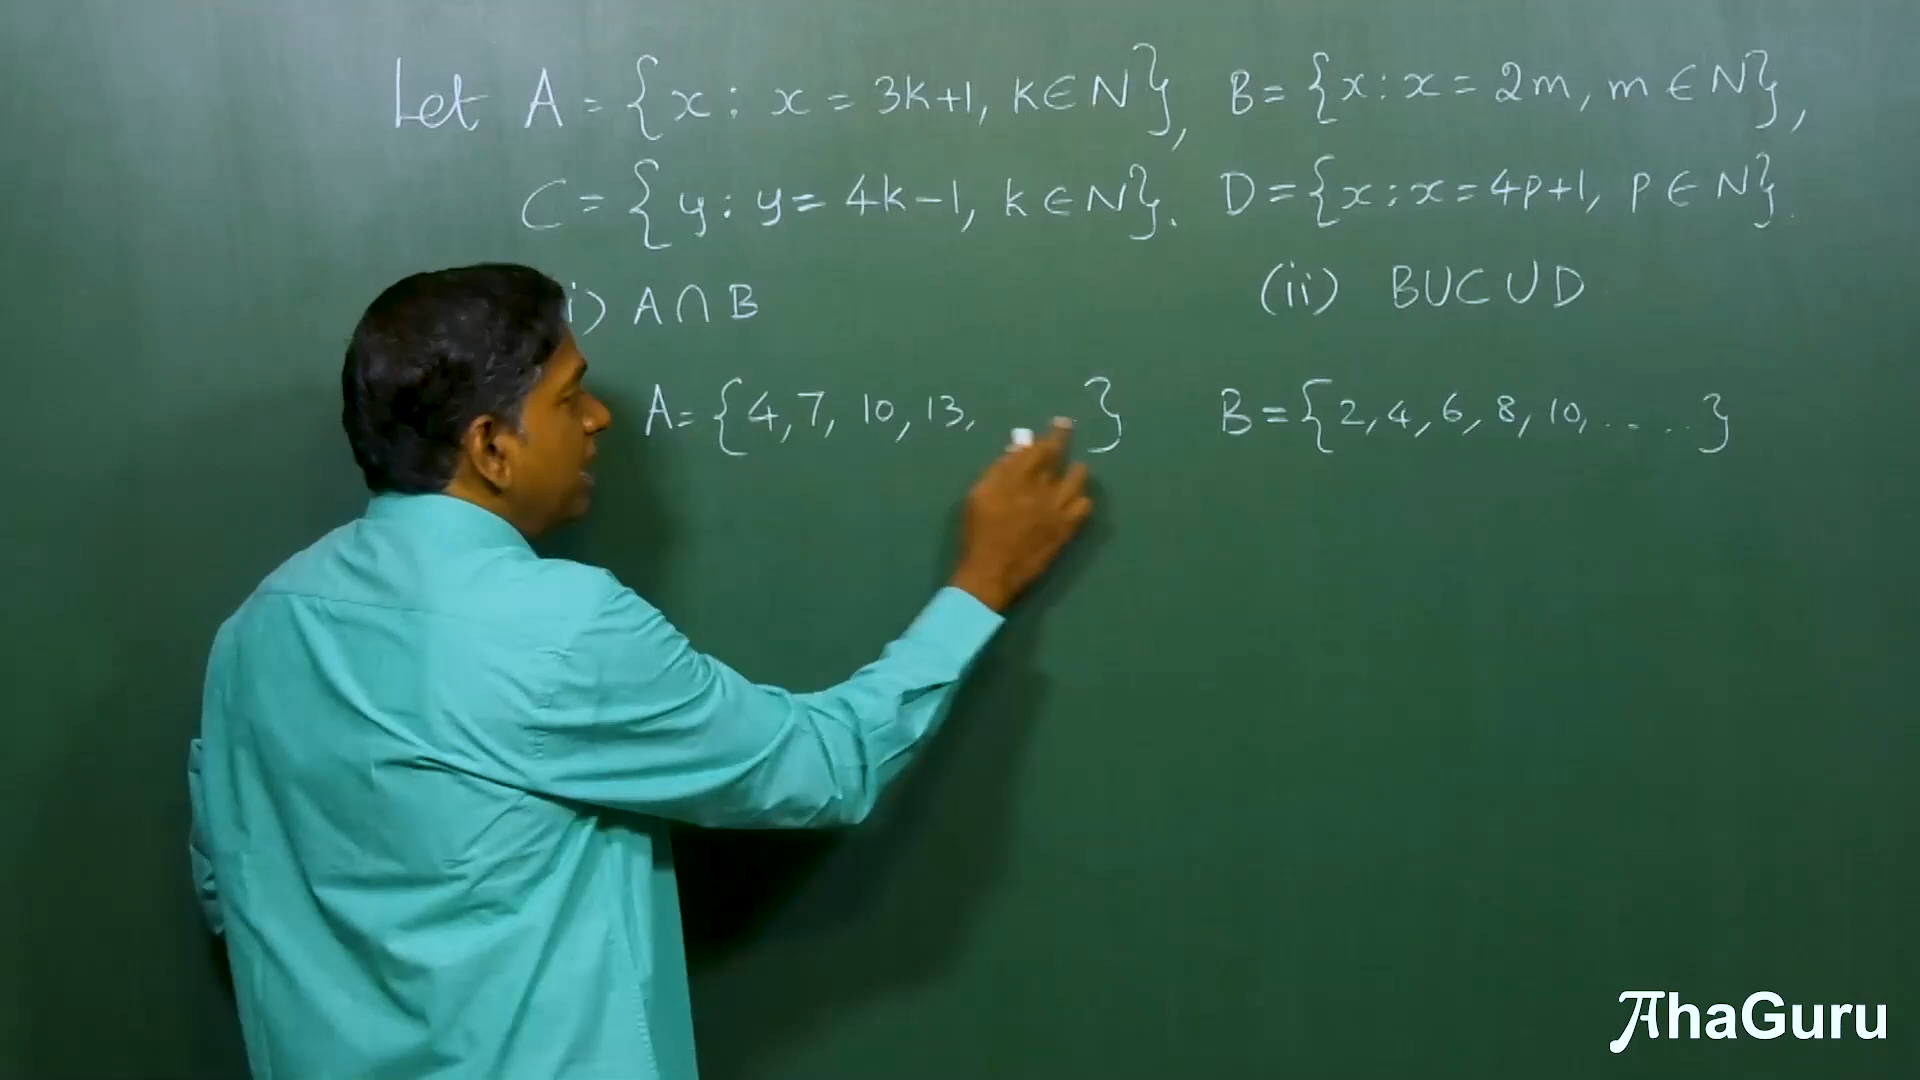 Let A = {x : x = 3k+1, k∈N}, B = {x : x = 2m, m∈N},
C = {y : y = 4k-1, k∈N}. D = {x : x = 4p+1, p∈N}.
i) A∩B (ii) B∪C∪D
A = {4, 7, 10, 13, ....} B = {2, 4, 6, 8, 10, .....}
AhaGuru